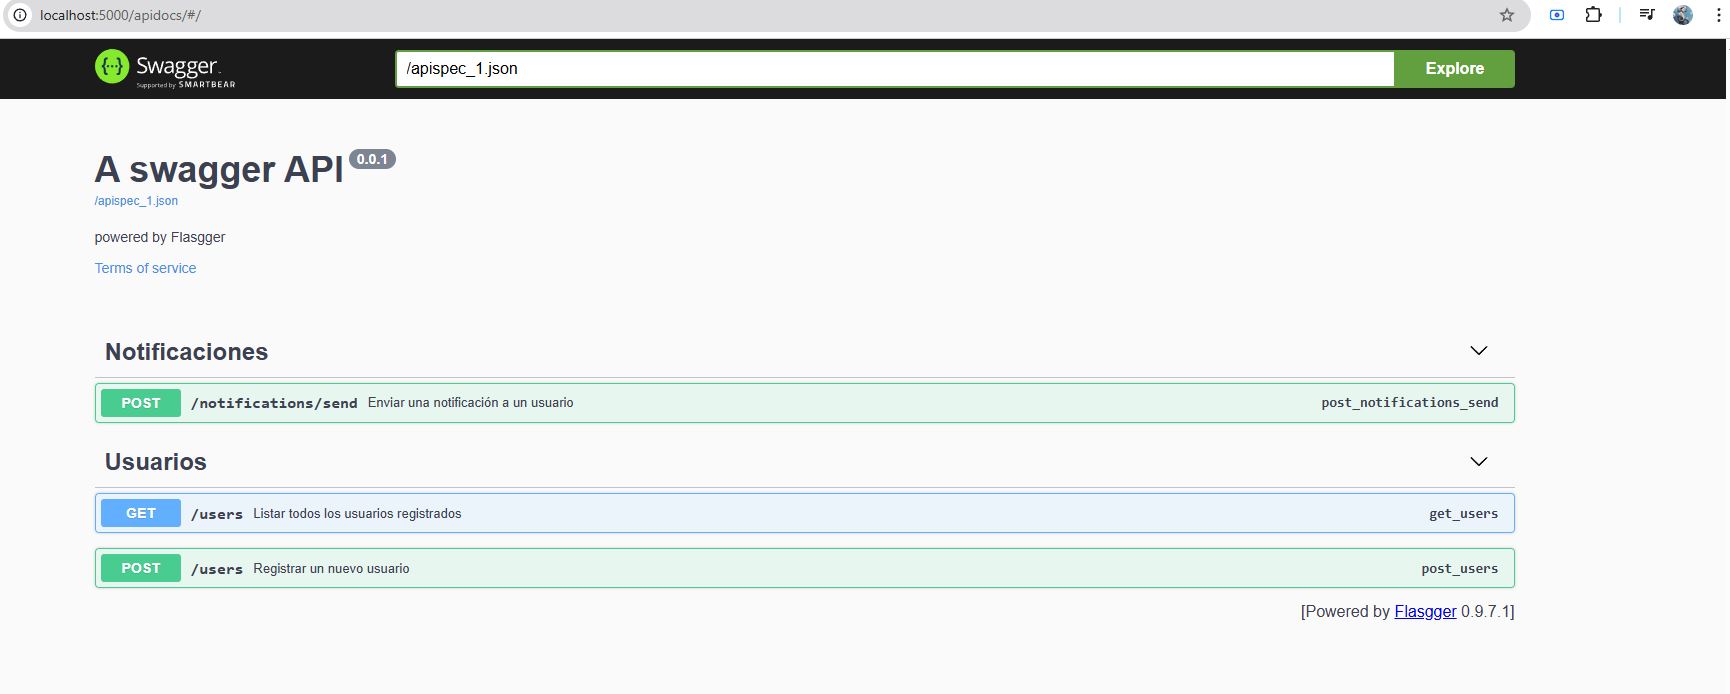 localhost:5000/apidocs/#/
Swagger
Supported by SMARTBEAR
/apispec_1.json
Explore
A swagger API 0.0.1
/apispec_1.json
powered by Flasgger
Terms of service
Notificaciones
POST /notifications/send Enviar una notificación a un usuario post_notifications_send
Usuarios
GET /users Listar todos los usuarios registrados get_users
POST /users Registrar un nuevo usuario post_users
[Powered by Flasgger 0.9.7.1]